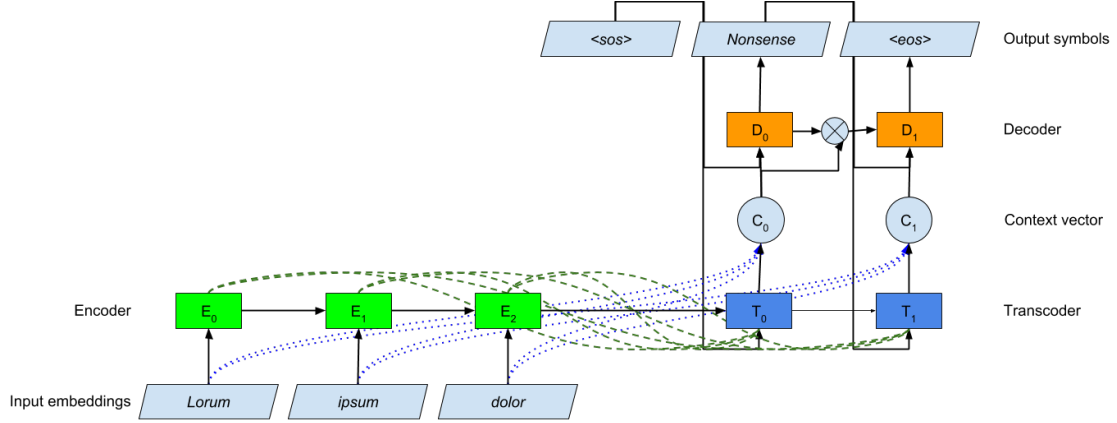 <sos> Nonsense <eos> Output symbols
D0 D1 Decoder
C0 C1 Context vector
Encoder E0 E1 E2 T0 T1 Transcoder
Input embeddings Lorum ipsum dolor